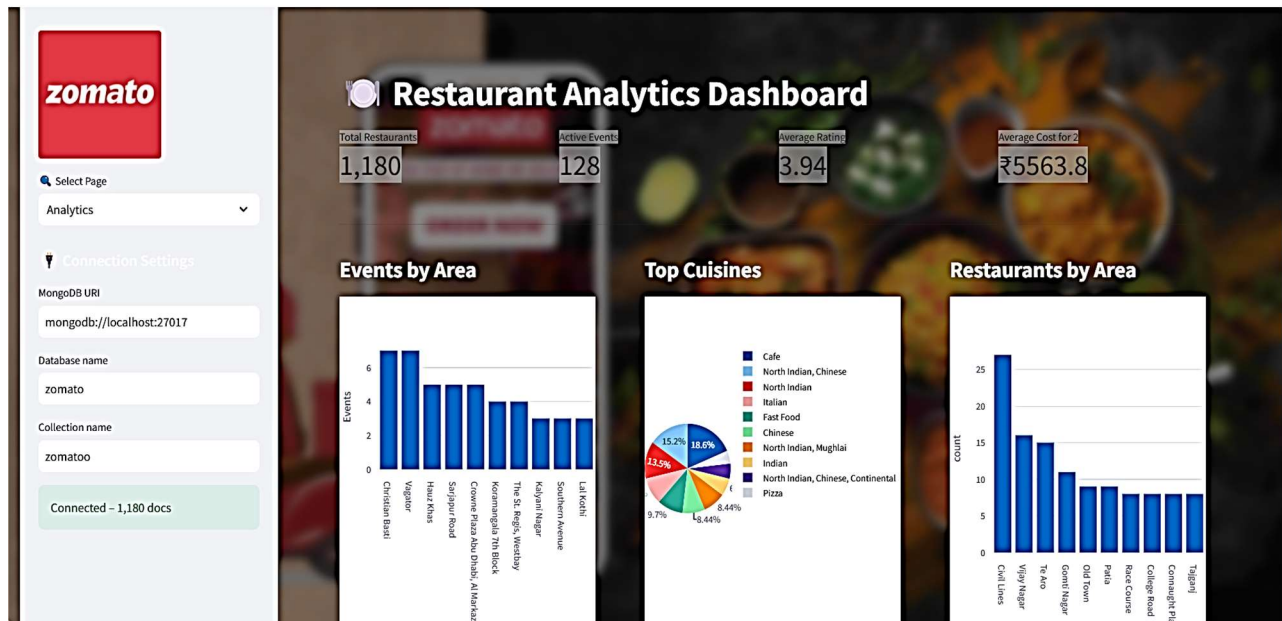 zomato
Select Page
Analytics
Connection Settings
MongoDB URI
mongodb://localhost:27017
Database name
zomato
Collection name
zomatoo
Connected – 1,180 docs
zomato
ORDER NOW
Restaurant Analytics Dashboard
Total Restaurants
1,180
Active Events
128
Average Rating
3.94
Average Cost for 2
₹5563.8
Events by Area
Events
6
4
2
0
Christian Basti
Vagator
Hauz Khas
Sarjapur Road
Crowne Plaza Abu Dhabi, Al Markaz
Koramangala 7th Block
The St. Regis, Westbay
Kalyani Nagar
Southern Avenue
Lal Kothi
Top Cuisines
Cafe
North Indian, Chinese
North Indian
Italian
Fast Food
Chinese
North Indian, Mughlai
Indian
North Indian, Chinese, Continental
Pizza
15.2%
18.6%
13.5%
9.7%
8.44%
8.44%
6
Restaurants by Area
count
25
20
15
10
5
0
Civil Lines
Vijay Nagar
Te Aro
Gomti Nagar
Old Town
Patia
Race Course
College Road
Connaught Pla
Tajganj